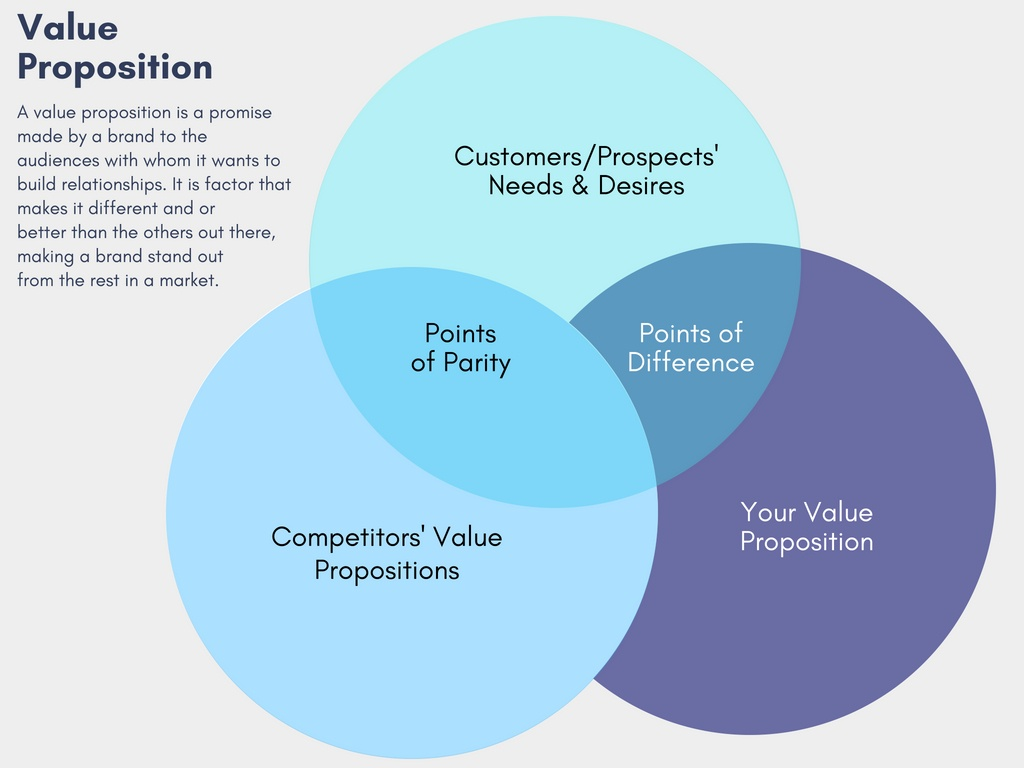 Value
Proposition
A value proposition is a promise
made by a brand to the
audiences with whom it wants to
build relationships. It is factor that
makes it different and or
better than the others out there,
making a brand stand out
from the rest in a market.
Customers/Prospects'
Needs & Desires
Points
of Parity
Points of
Difference
Your Value
Proposition
Competitors' Value
Propositions